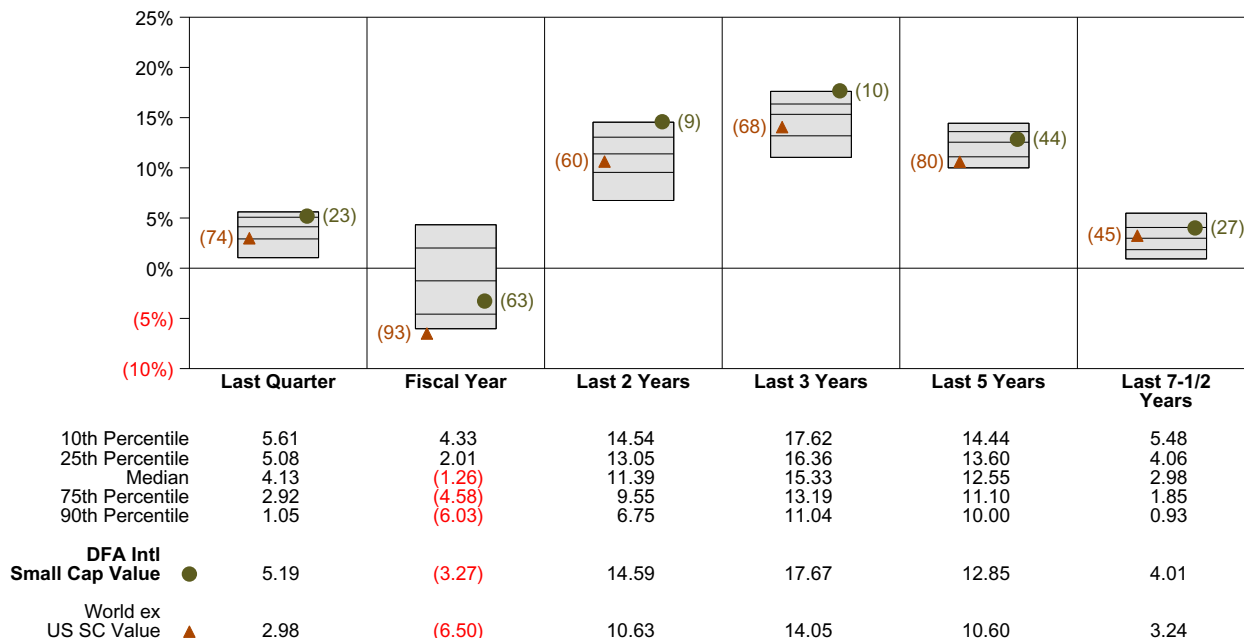 25%
20%
15%
10%
5%
0%
(5%)
(10%)
(74) (23)
(93) (63)
(60) (9)
(68) (10)
(80) (44)
(45) (27)
Last Quarter Fiscal Year Last 2 Years Last 3 Years Last 5 Years Last 7-1/2
Years
10th Percentile 5.61 4.33 14.54 17.62 14.44 5.48
25th Percentile 5.08 2.01 13.05 16.36 13.60 4.06
Median 4.13 (1.26) 11.39 15.33 12.55 2.98
75th Percentile 2.92 (4.58) 9.55 13.19 11.10 1.85
90th Percentile 1.05 (6.03) 6.75 11.04 10.00 0.93
DFA Intl
Small Cap Value 5.19 (3.27) 14.59 17.67 12.85 4.01
World ex
US SC Value 2.98 (6.50) 10.63 14.05 10.60 3.24